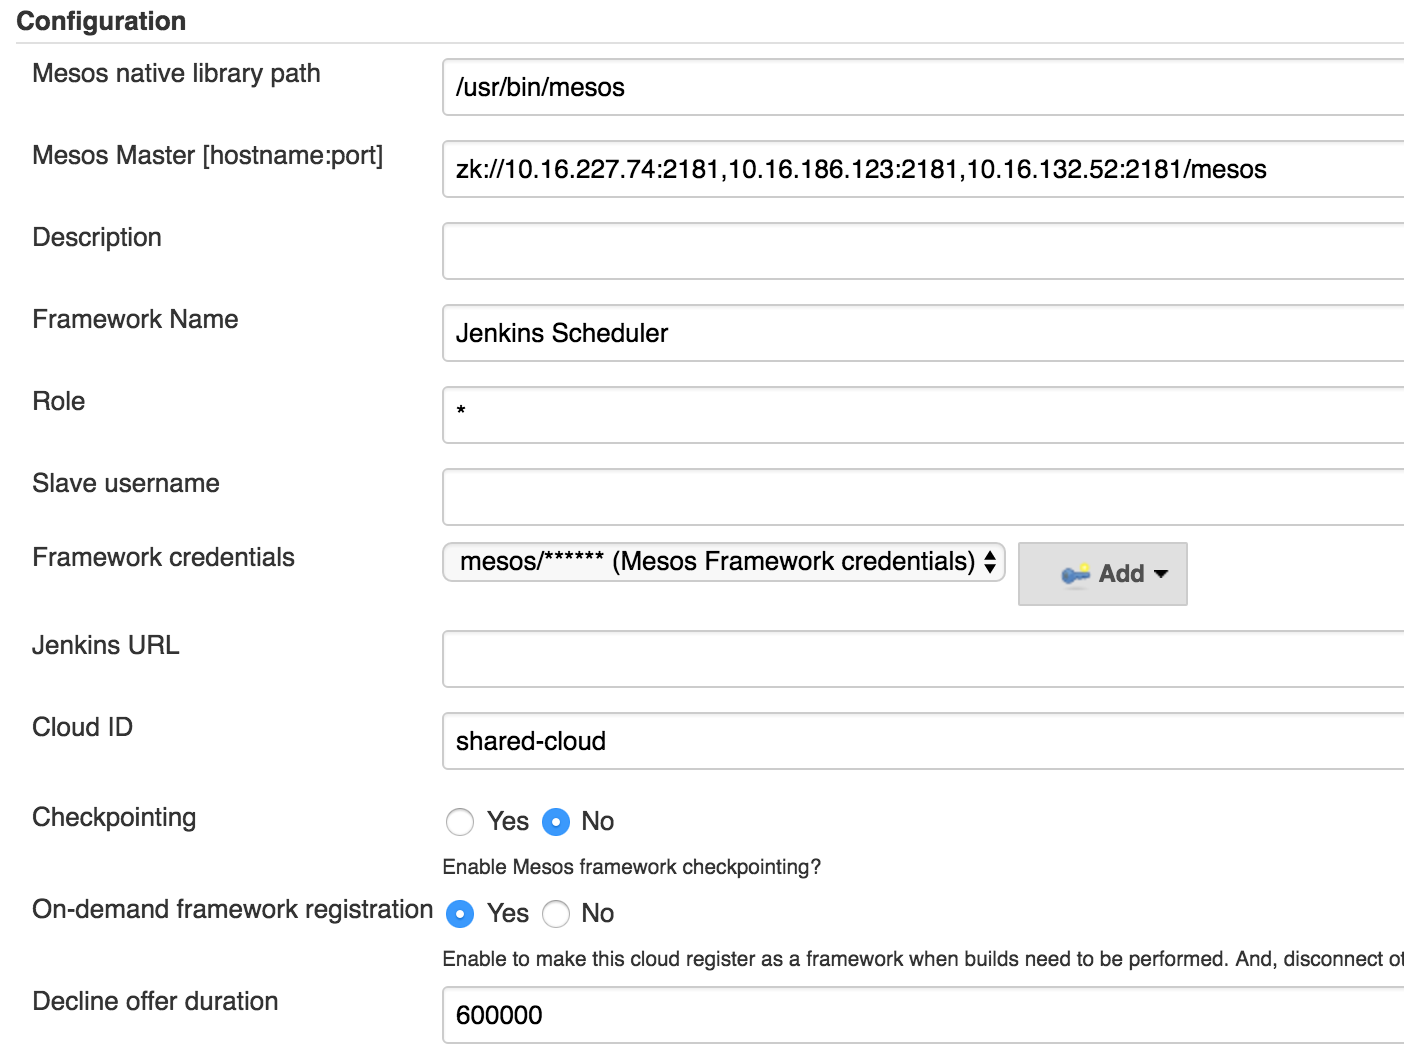 Configuration
Mesos native library path
/usr/bin/mesos
Mesos Master [hostname:port]
zk://10.16.227.74:2181,10.16.186.123:2181,10.16.132.52:2181/mesos
Description
Framework Name
Jenkins Scheduler
Role
*
Slave username
Framework credentials
mesos/****** (Mesos Framework credentials)
Add
Jenkins URL
Cloud ID
shared-cloud
Checkpointing
Yes No
Enable Mesos framework checkpointing?
On-demand framework registration
Yes No
Enable to make this cloud register as a framework when builds need to be performed. And, disconnect
Decline offer duration
600000